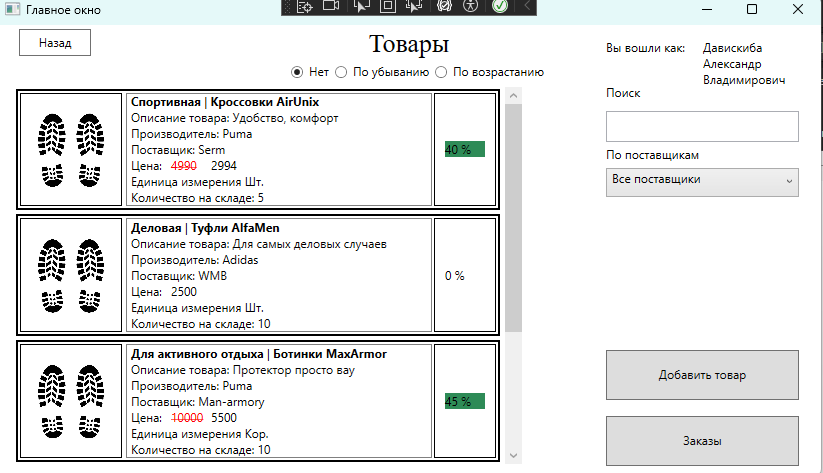 Главное окно
Назад
Товары
Нет По убыванию По возрастанию
Вы вошли как: Давискиба
Александр
Владимирович
Поиск
По поставщикам
Все поставщики
Спортивная | Кроссовки AirUnix
Описание товара: Удобство, комфорт
Производитель: Puma
Поставщик: Serm
Цена: 4990 2994
Единица измерения Шт.
Количество на складе: 5
40 %
Деловая | Туфли AlfaMen
Описание товара: Для самых деловых случаев
Производитель: Adidas
Поставщик: WMB
Цена: 2500
Единица измерения Шт.
Количество на складе: 10
0 %
Для активного отдыха | Ботинки MaxArmor
Описание товара: Протектор просто вау
Производитель: Puma
Поставщик: Man-armory
Цена: 10000 5500
Единица измерения Кор.
Количество на складе: 10
45 %
Добавить товар
Заказы